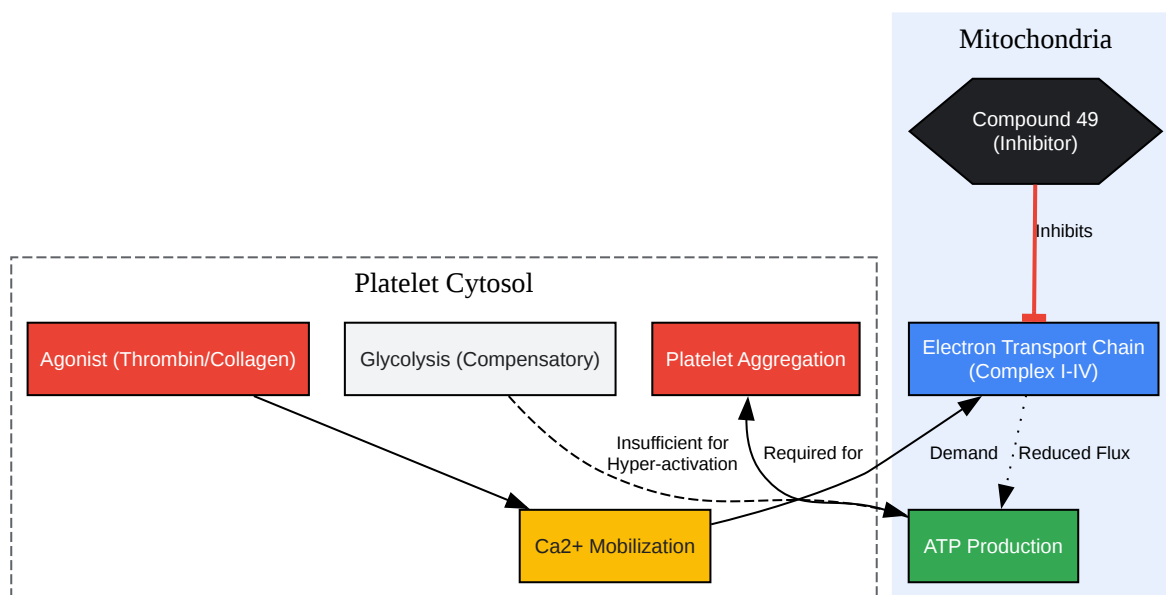 Mitochondria
Compound 49
(Inhibitor)
Inhibits
Platelet Cytosol
Agonist (Thrombin/Collagen)
Glycolysis (Compensatory)
Platelet Aggregation
Electron Transport Chain
(Complex I-IV)
Insufficient for
Hyper-activation
Required for
Demand
Reduced Flux
Ca2+ Mobilization
ATP Production